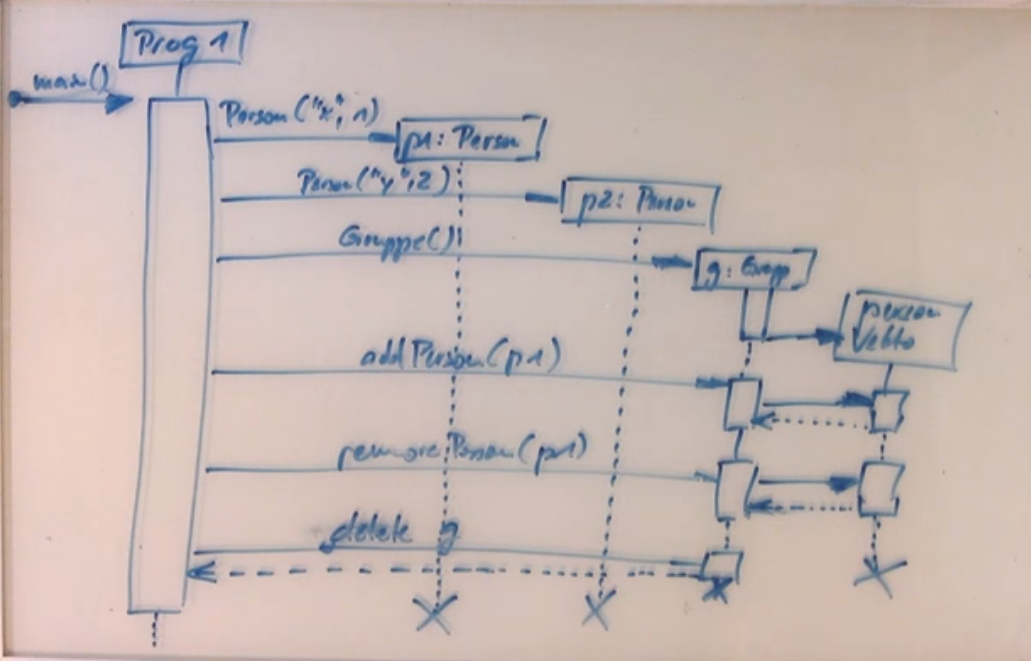 Prog 1
main()
Person("x", 1)
p1: Person
Person("y", 2)
p2: Person
Gruppe()
g: Grupp
person
Vekto
addPerson(p1)
removePerson(p1)
delete g